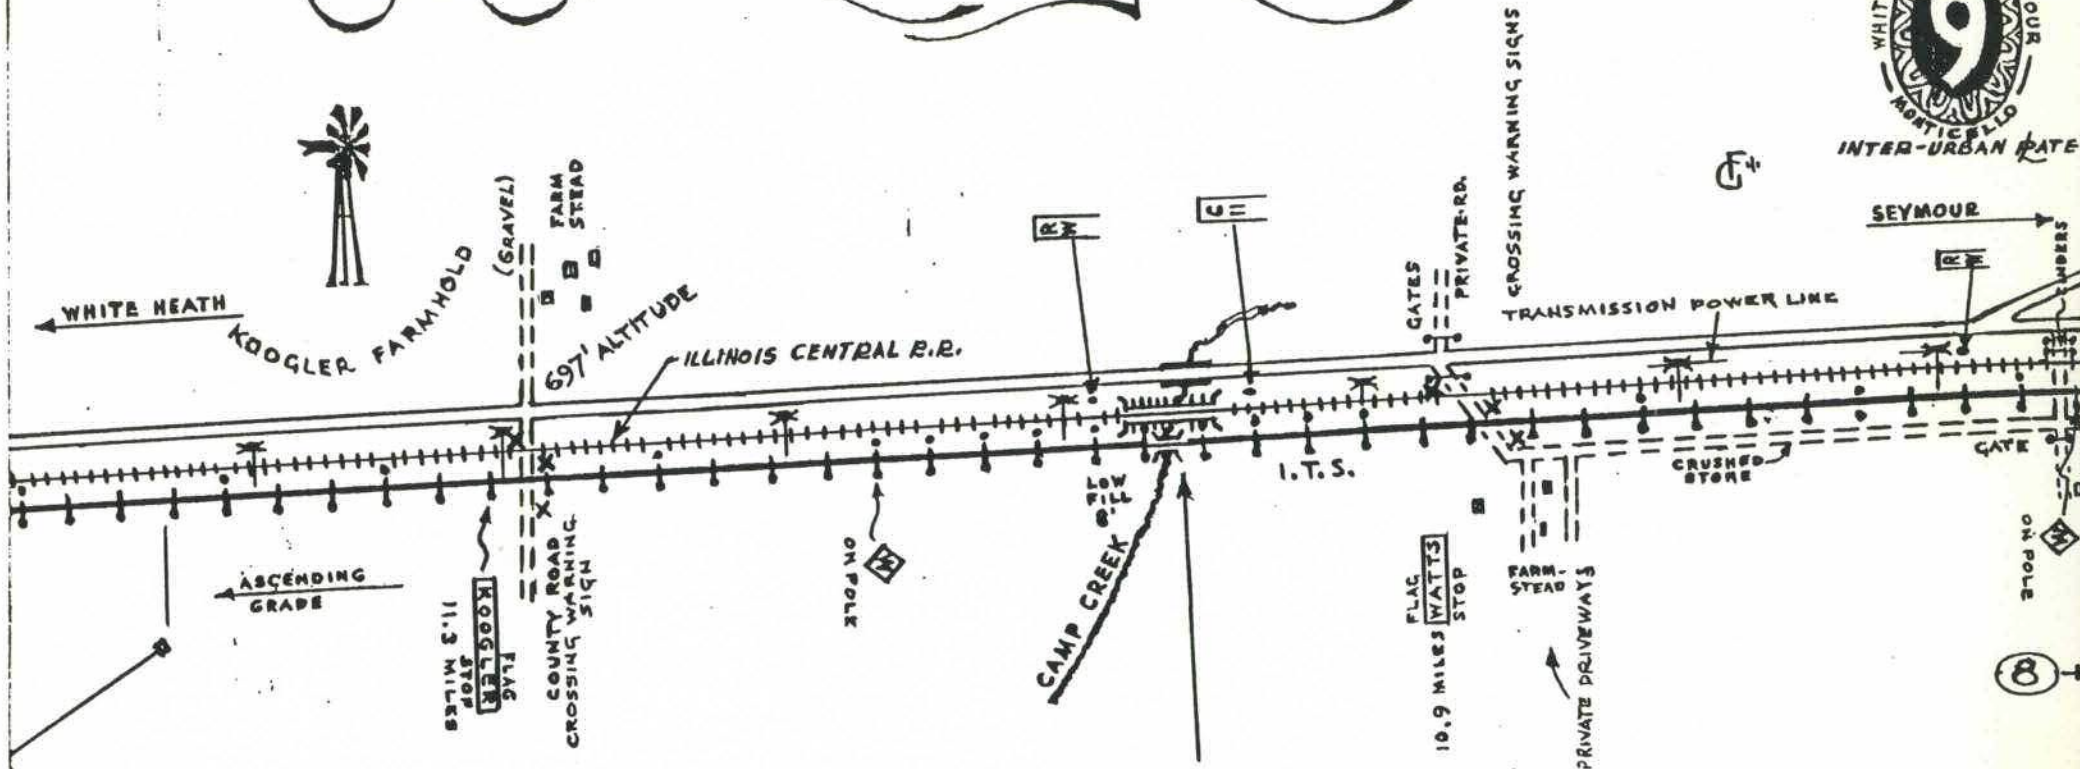 MONTICELLO
9
INTER-URBAN
SEYMOUR
WHITE HEATH
KOOGLER FARMHOLD
(GRAVEL)
FARM
STEAD
697' ALTITUDE
ILLINOIS CENTRAL R.R.
R
W
GATES
PRIVATE RD.
CROSSING WARNING SIGNS
TRANSMISSION POWER LINE
R
W
ASCENDING
GRADE
FLAG
KOOGLER
STOP
11.3 MILES
COUNTY ROAD
CROSSING WARNING
SIGN
ON POLE
LOW
FILL
8'
CAMP CREEK
I.T.S.
FLAG
WATTS
STOP
10.9 MILES
FARM-
STEAD
PRIVATE DRIVEWAYS
CRUSHED
STONE
GATE
ON POLE
8